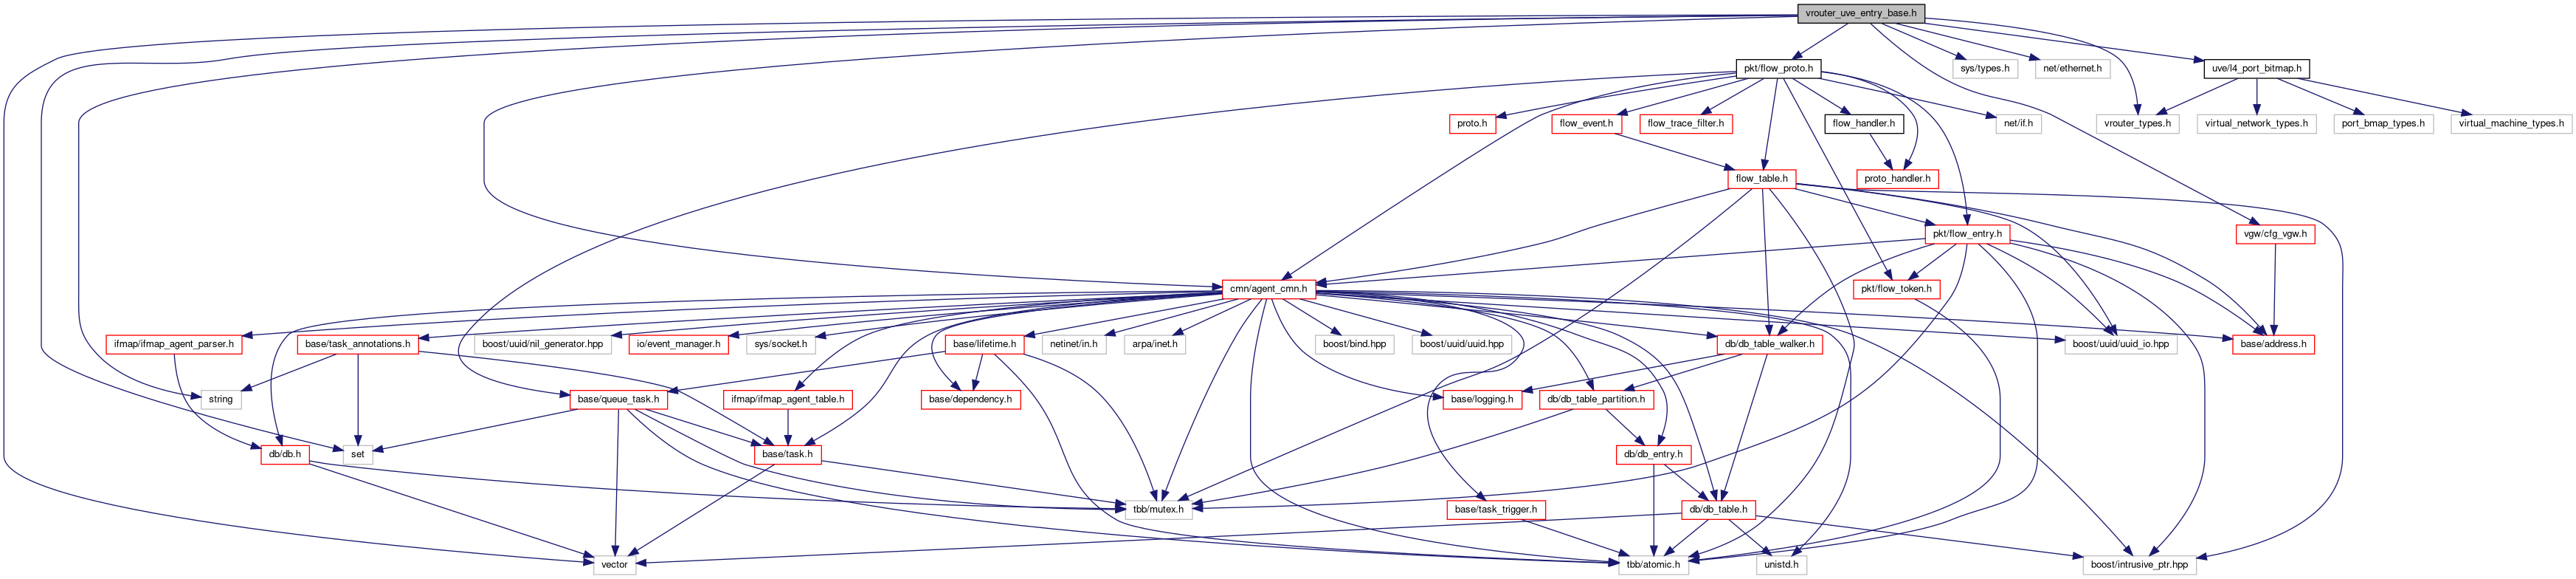 vrouter_uve_entry_base.h
pkt/flow_proto.h
sys/types.h
net/ethernet.h
uve/l4_port_bitmap.h
proto.h
flow_event.h
flow_trace_filter.h
flow_handler.h
net/if.h
vrouter_types.h
virtual_network_types.h
port_bmap_types.h
virtual_machine_types.h
flow_table.h
proto_handler.h
pkt/flow_entry.h
vgw/cfg_vgw.h
cmn/agent_cmn.h
pkt/flow_token.h
ifmap/ifmap_agent_parser.h
base/task_annotations.h
boost/uuid/nil_generator.hpp
io/event_manager.h
sys/socket.h
base/lifetime.h
netinet/in.h
arpa/inet.h
boost/bind.hpp
boost/uuid/uuid.hpp
db/db_table_walker.h
boost/uuid/uuid_io.hpp
base/address.h
string
base/queue_task.h
ifmap/ifmap_agent_table.h
base/dependency.h
base/logging.h
db/db_table_partition.h
db/db.h
set
base/task.h
db/db_entry.h
tbb/mutex.h
base/task_trigger.h
db/db_table.h
vector
tbb/atomic.h
unistd.h
boost/intrusive_ptr.hpp